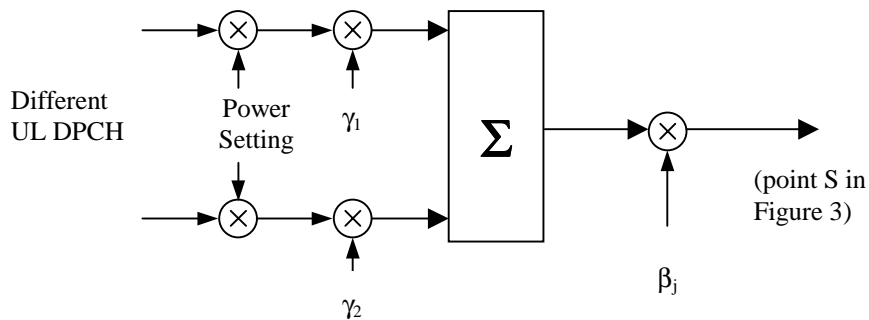 Different
UL DPCH
Power
Setting
γ1
Σ
(point S in
Figure 3)
γ2
βj